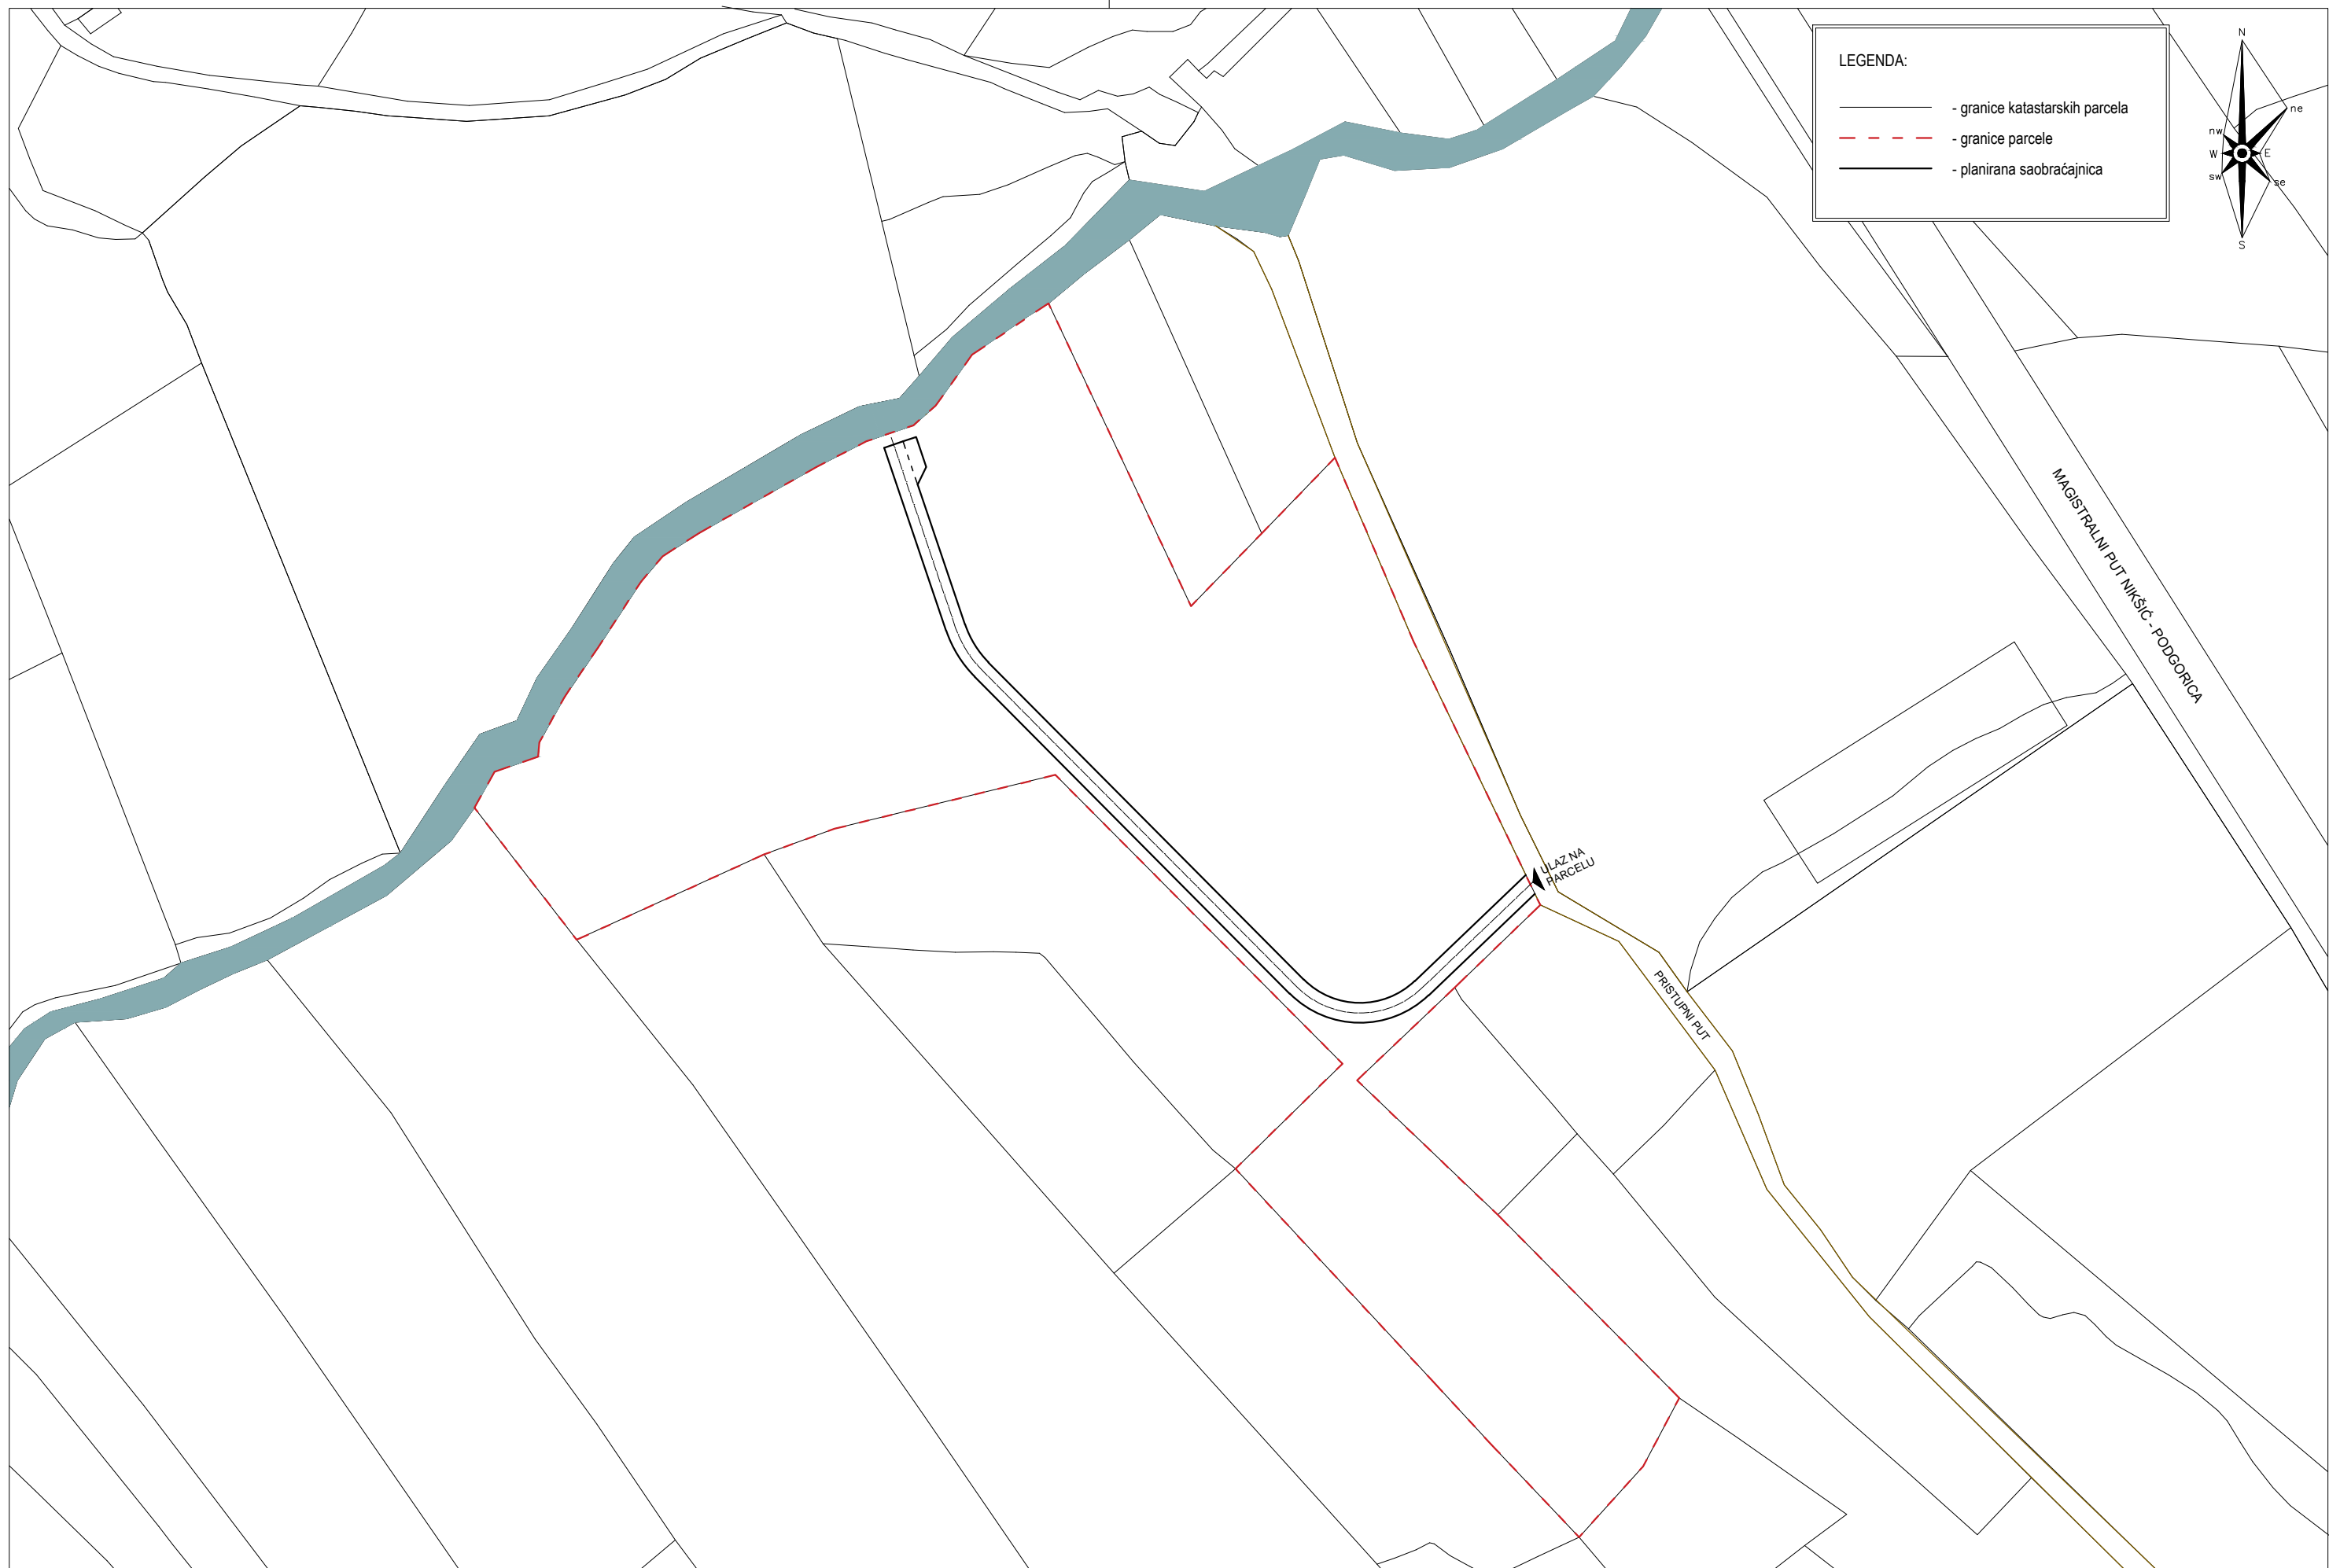 LEGENDA:
- granice katastarskih parcela
- granice parcele
- planirana saobraćajnica
N
ne
nw
W
E
sw
se
S
MAGISTRALNI PUT NIKŠIĆ - PODGORICA
ULAZ NA
PARCELU
PRISTUPNI PUT